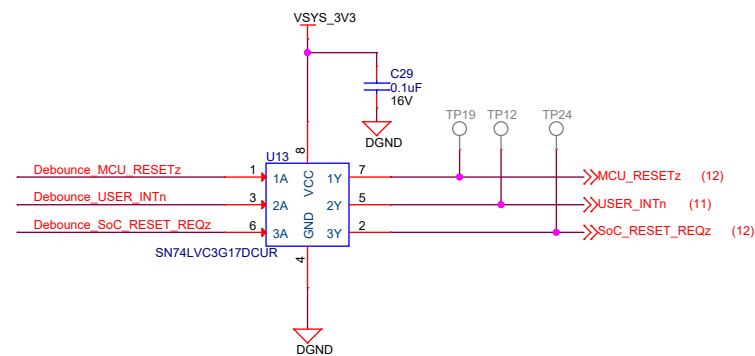 VSYS_3V3
C29
0.1uF
16V
DGND
TP19 TP12 TP24
U13
8
Debounce_MCU_RESETz 1 1A VCC 1Y 7 MCU_RESETz (12)
Debounce_USER_INTn 3 2A 2Y 5 USER_INTn (11)
Debounce_SoC_RESET_REQz 6 3A GND 3Y 2 SoC_RESET_REQz (12)
SN74LVC3G17DCUR
4
DGND